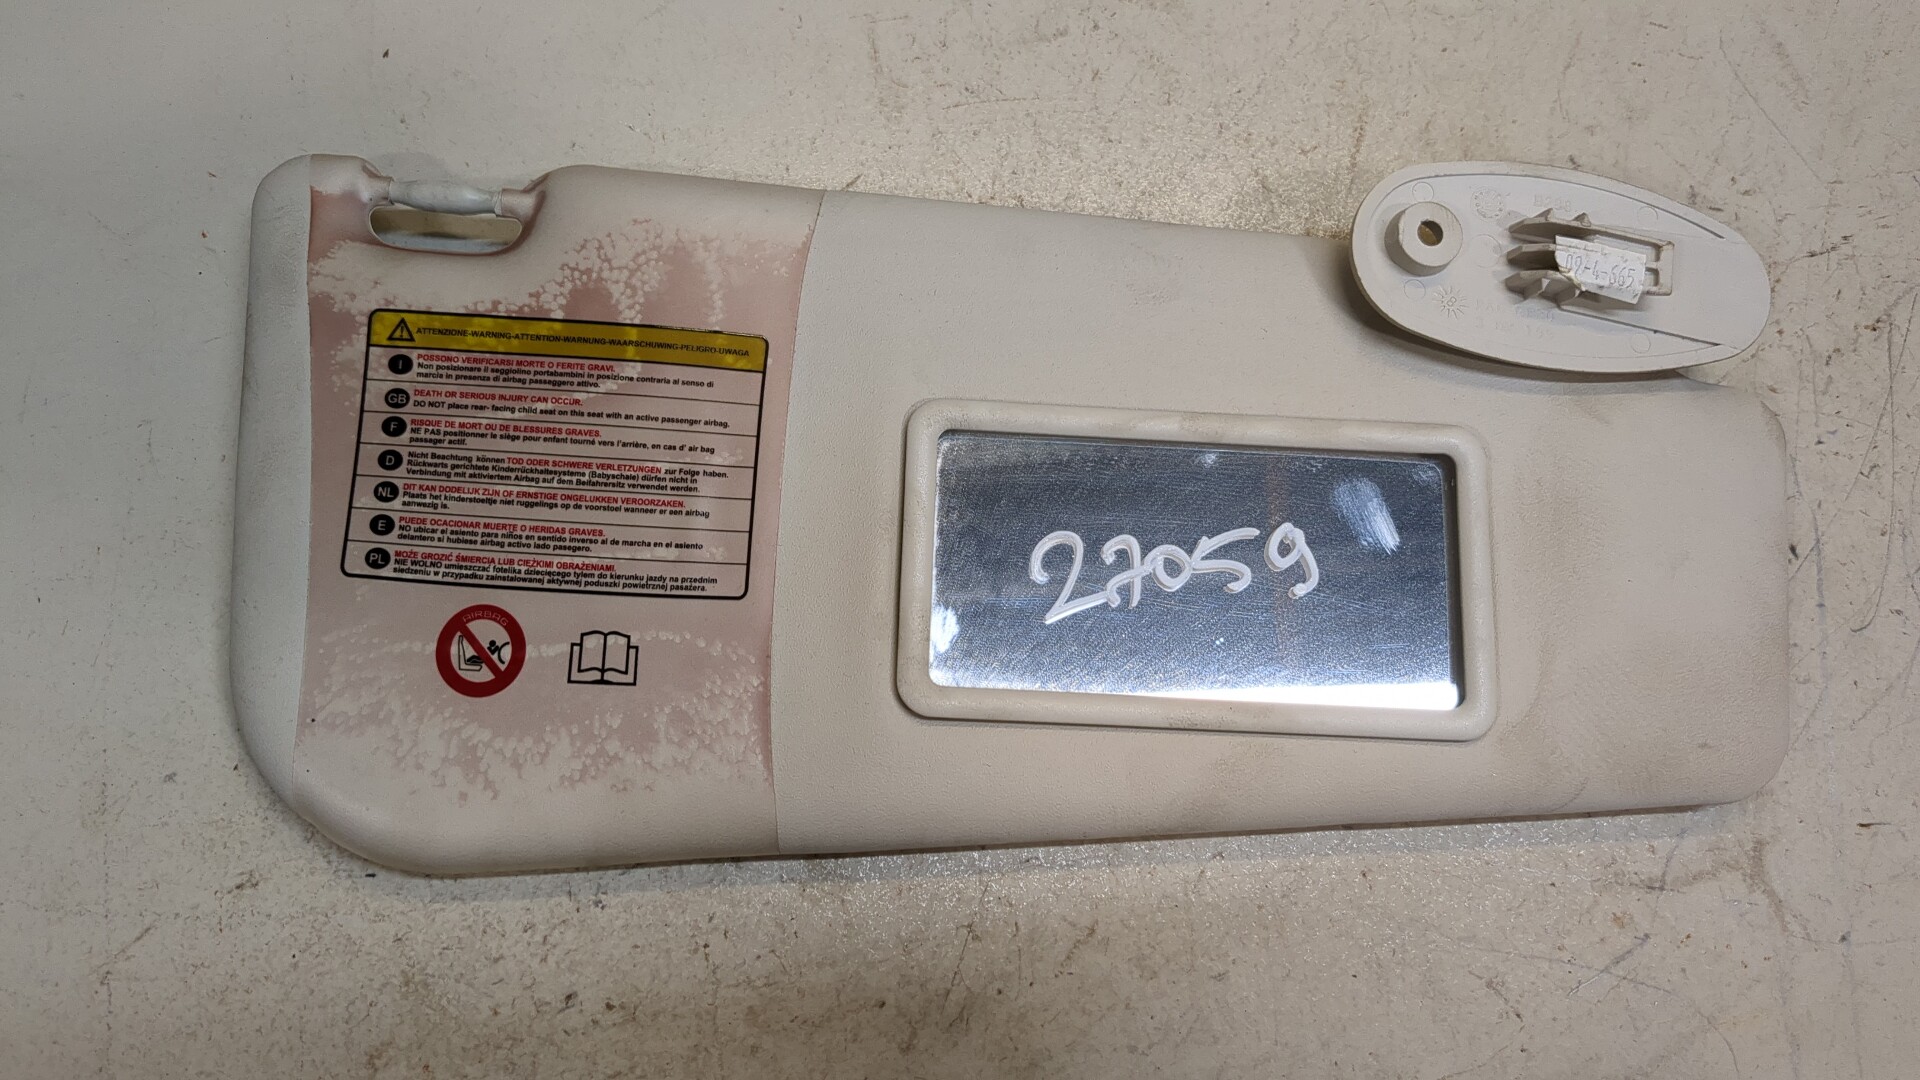 ATTENZIONE-WARNING-ATTENTION-WARNUNG-WAARSCHUWING-PELIGRO-UWAGA
I
POSSONO VERIFICARSI MORTE O FERITE GRAVI.
Non posizionare il seggiolino portabambini in posizione contraria al senso di
marcia in presenza di airbag passeggero attivo.
GB
DEATH OR SERIOUS INJURY CAN OCCUR.
DO NOT place rear- facing child seat on this seat with an active passenger airbag.
F
RISQUE DE MORT OU DE BLESSURES GRAVES.
NE PAS positionner le siège pour enfant tourné vers l'arrière, en cas d' air bag
passager actif.
D
Nicht Beachtung können TOD ODER SCHWERE VERLETZUNGEN zur Folge haben.
Rückwarts gerichtete Kinderrückhaltesysteme (Babyschale) dürfen nicht in
Verbindung mit aktiviertem Airbag auf dem Beifahrersitz verwendet werden.
NL
DIT KAN DODELIJK ZIJN OF ERNSTIGE ONGELUKKEN VEROORZAKEN.
Plaats het kinderstoeltje niet ruggelings op de voorstoel wanneer er een airbag
aanwezig is.
E
PUEDE OCACIONAR MUERTE O HERIDAS GRAVES.
NO ubicar el asiento para niños en sentido inverso al de marcha en el asiento
delantero si hubiese airbag activo lado pasegero.
PL
MOŻE GROZIĆ ŚMIERCIA LUB CIĘŻKIMI OBRAŻENIAMI.
NIE WOLNO umieszczać fotelika dziecięcego tyłem do kierunku jazdy na przednim
siedzeniu w przypadku zainstalowanej aktywnej poduszki powietrznej pasażera.
AIRBAG
27059